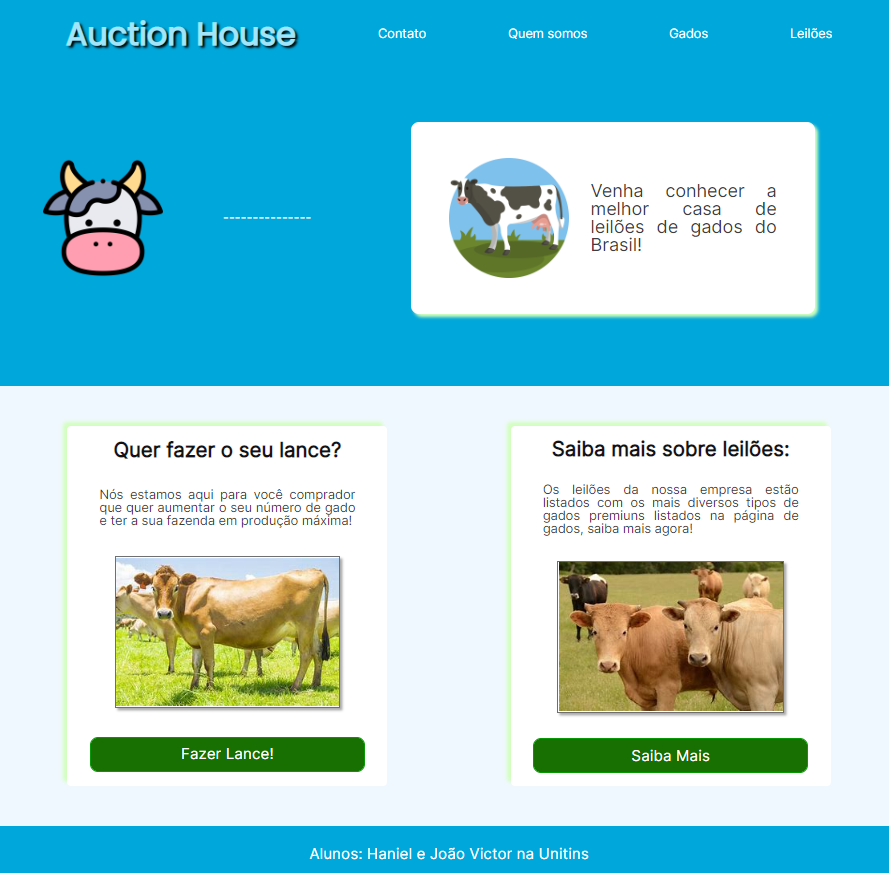 Auction House
Contato
Quem somos
Gados
Leilões
---------------
Venha conhecer a
melhor casa de
leilões de gados do
Brasil!
Quer fazer o seu lance?
Nós estamos aqui para você comprador
que quer aumentar o seu número de gado
e ter a sua fazenda em produção máxima!
Fazer Lance!
Saiba mais sobre leilões:
Os leilões da nossa empresa estão
listados com os mais diversos tipos de
gados premiuns listados na página de
gados, saiba mais agora!
Saiba Mais
Alunos: Haniel e João Victor na Unitins